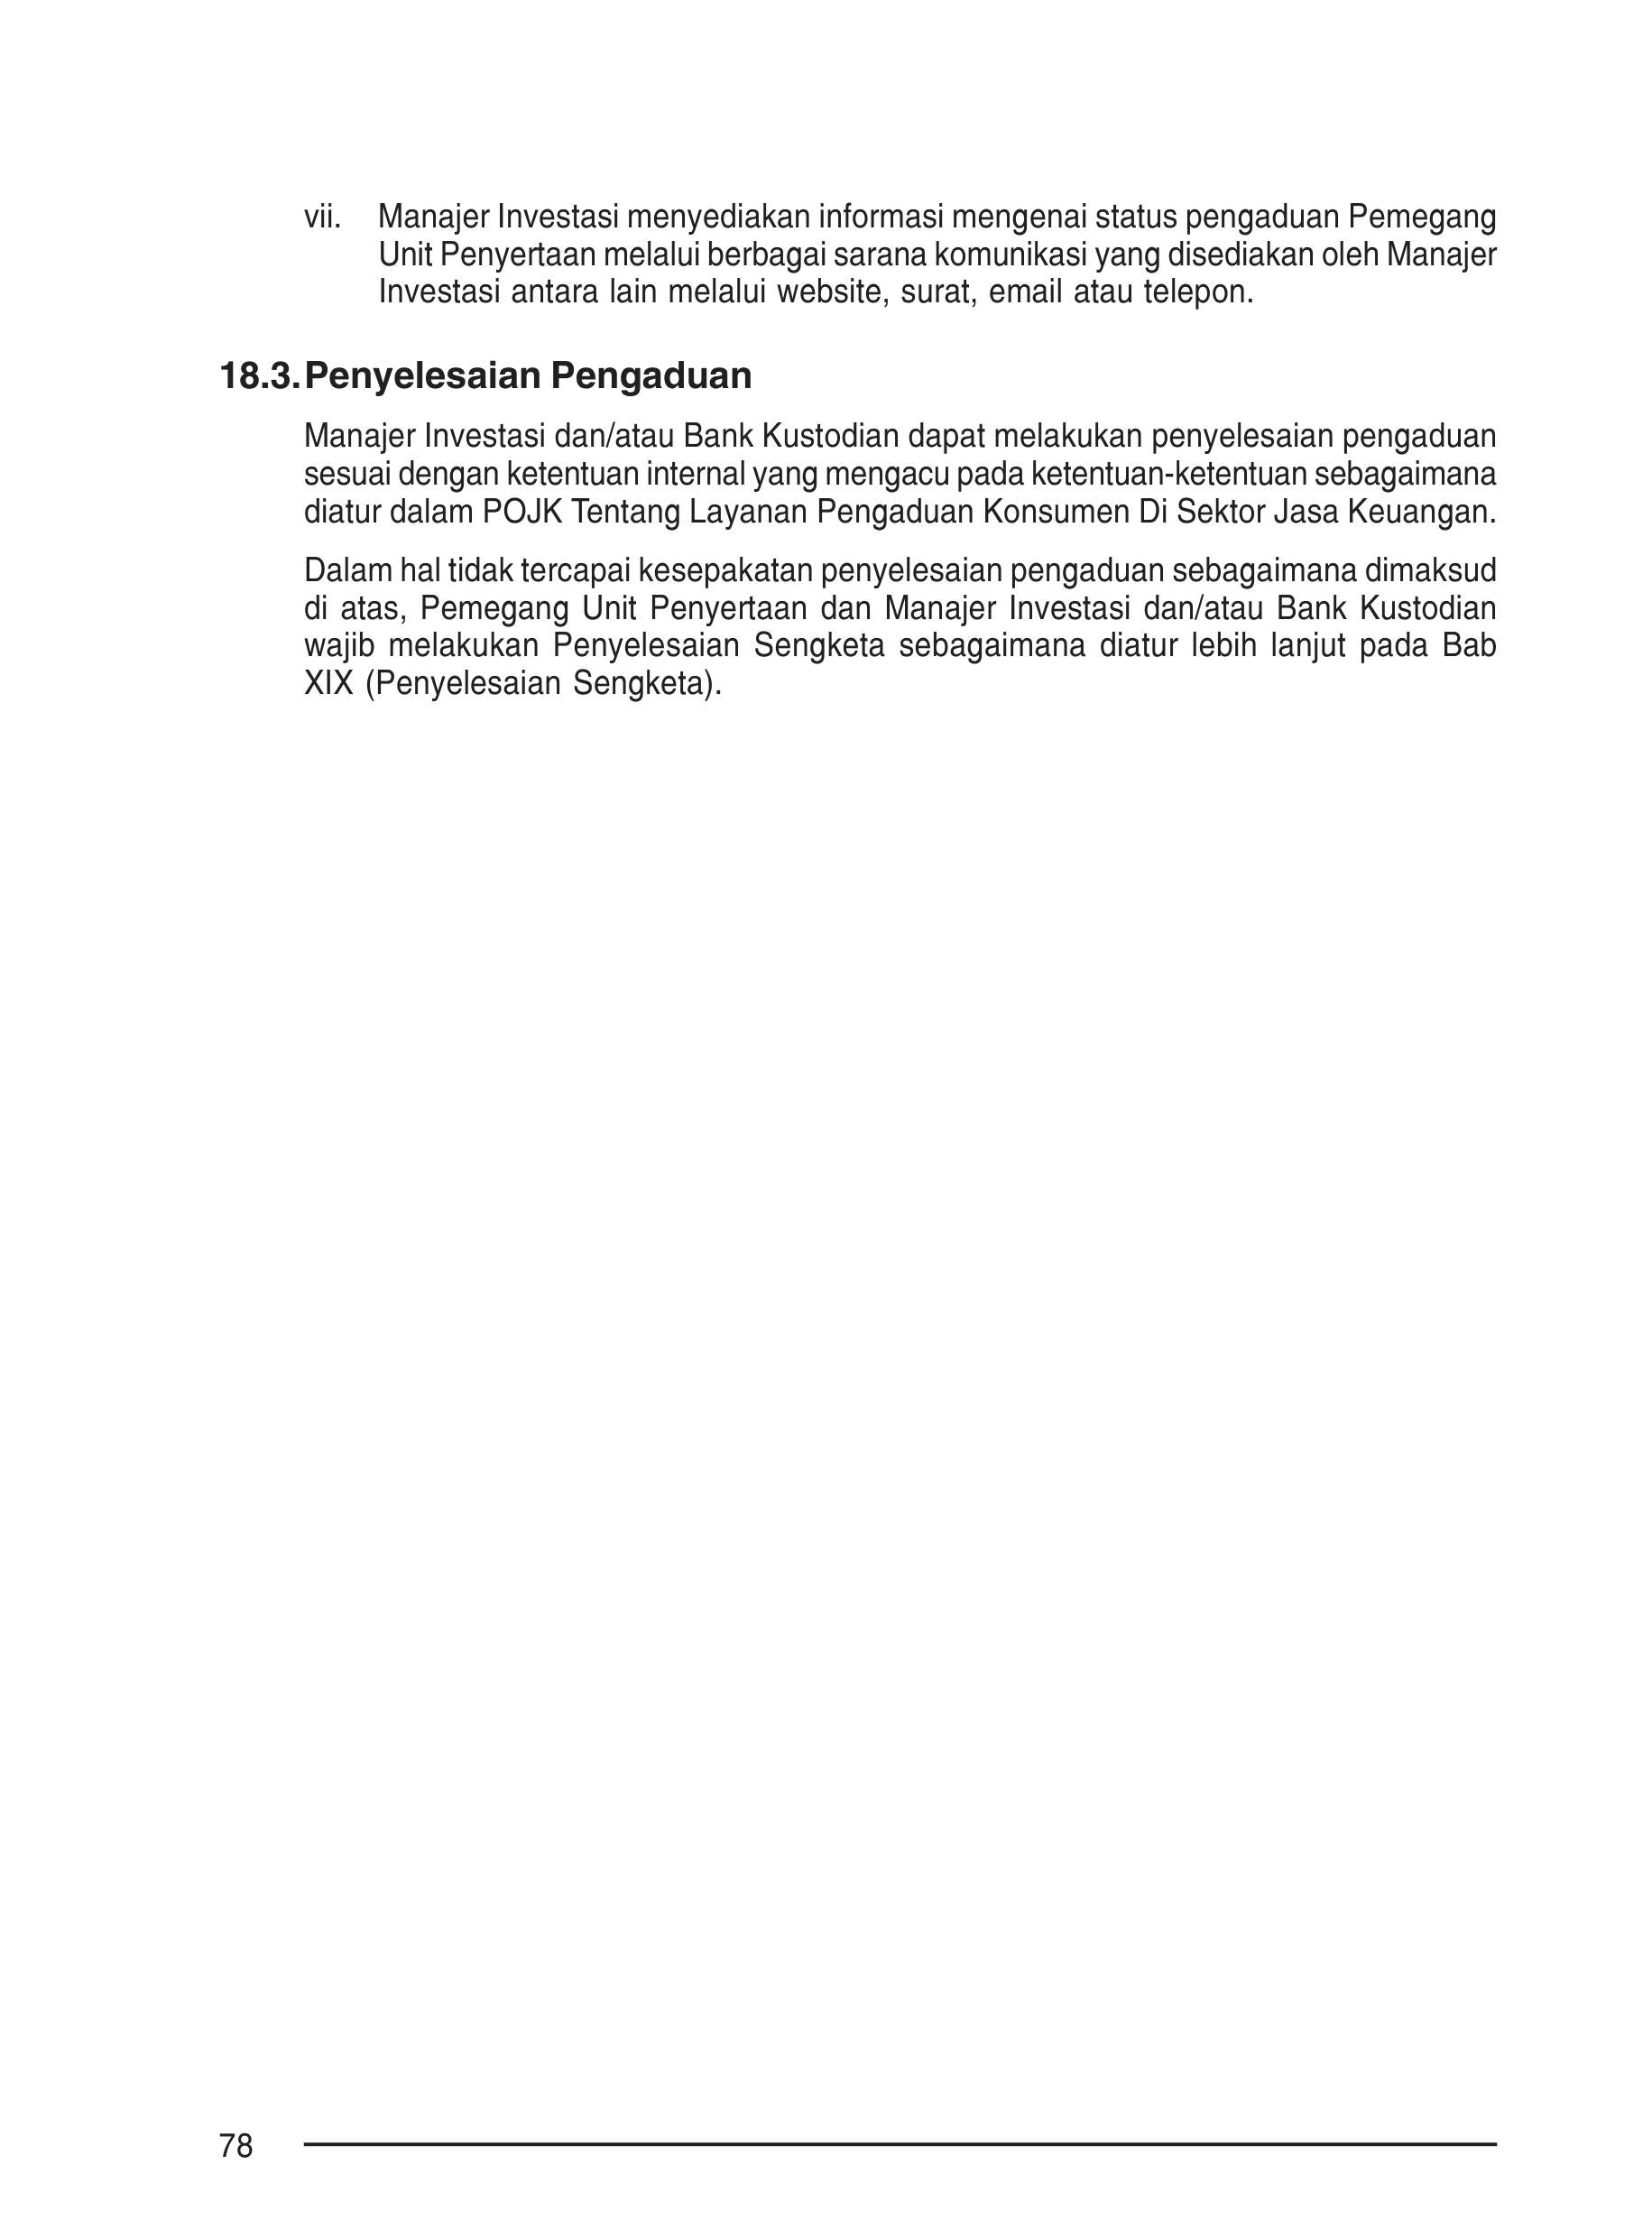 vii. Manajer Investasi menyediakan informasi mengenai status pengaduan Pemegang
Unit Penyertaan melalui berbagai sarana komunikasi yang disediakan oleh Manajer
Investasi antara lain melalui website, surat, email atau telepon.
18.3. Penyelesaian Pengaduan
Manajer Investasi dan/atau Bank Kustodian dapat melakukan penyelesaian pengaduan
sesuai dengan ketentuan internal yang mengacu pada ketentuan-ketentuan sebagaimana
diatur dalam POJK Tentang Layanan Pengaduan Konsumen Di Sektor Jasa Keuangan.
Dalam hal tidak tercapai kesepakatan penyelesaian pengaduan sebagaimana dimaksud
di atas, Pemegang Unit Penyertaan dan Manajer Investasi dan/atau Bank Kustodian
wajib melakukan Penyelesaian Sengketa sebagaimana diatur lebih lanjut pada Bab
XIX (Penyelesaian Sengketa).
78